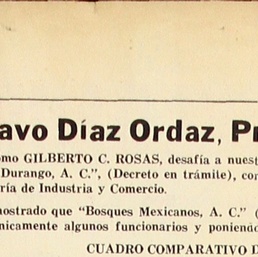 avo Díaz Ordaz, Pr
omo GILBERTO C. ROSAS, desafía a nuest
Durango, A. C.", (Decreto en trámite), co
ría de Industria y Comercio.
ostrado que "Bosques Mexicanos, A. C." (
nicamente algunos funcionarios y poniend
CUADRO COMPARATIVO D